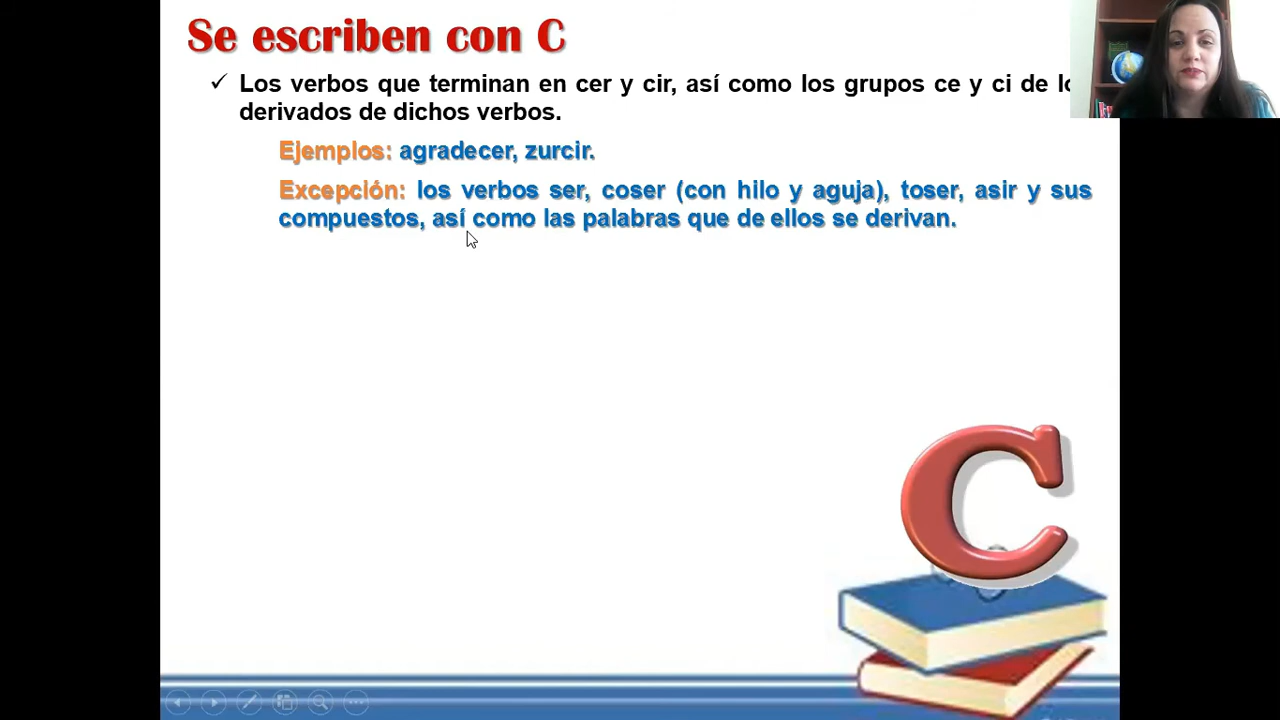 Se escriben con C
✓ Los verbos que terminan en cer y cir, así como los grupos ce y ci de
derivados de dichos verbos.
Ejemplos: agradecer, zurcir.
Excepción: los verbos ser, coser (con hilo y aguja), toser, asir y sus
compuestos, así como las palabras que de ellos se derivan.
C